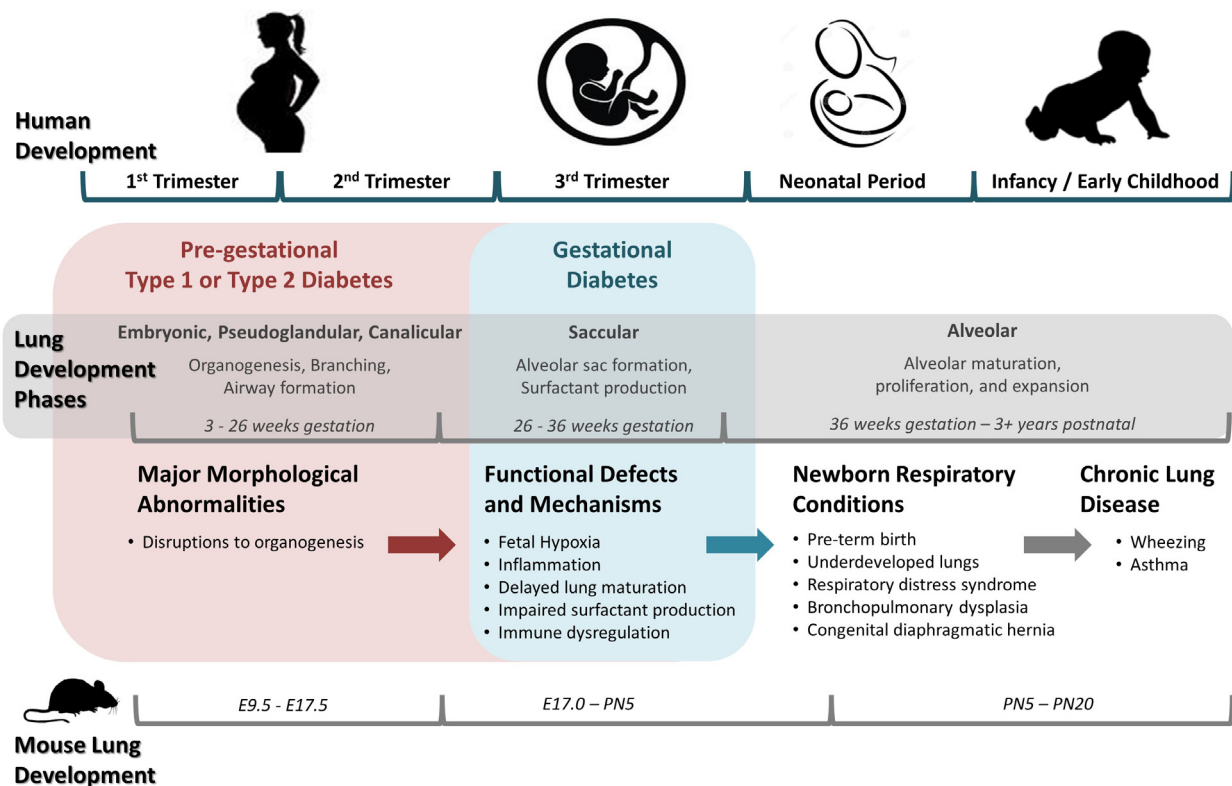 Human
Development
1st Trimester
2nd Trimester
3rd Trimester
Neonatal Period
Infancy / Early Childhood
Pre-gestational
Type 1 or Type 2 Diabetes
Gestational
Diabetes
Lung
Development
Phases
Embryonic, Pseudoglandular, Canalicular
Organogenesis, Branching,
Airway formation
3 - 26 weeks gestation
Saccular
Alveolar sac formation,
Surfactant production
26 - 36 weeks gestation
Alveolar
Alveolar maturation,
proliferation, and expansion
36 weeks gestation – 3+ years postnatal
Major Morphological
Abnormalities
• Disruptions to organogenesis
Functional Defects
and Mechanisms
• Fetal Hypoxia
• Inflammation
• Delayed lung maturation
• Impaired surfactant production
• Immune dysregulation
Newborn Respiratory
Conditions
• Pre-term birth
• Underdeveloped lungs
• Respiratory distress syndrome
• Bronchopulmonary dysplasia
• Congenital diaphragmatic hernia
Chronic Lung
Disease
• Wheezing
• Asthma
E9.5 - E17.5
E17.0 – PN5
PN5 – PN20
Mouse Lung
Development